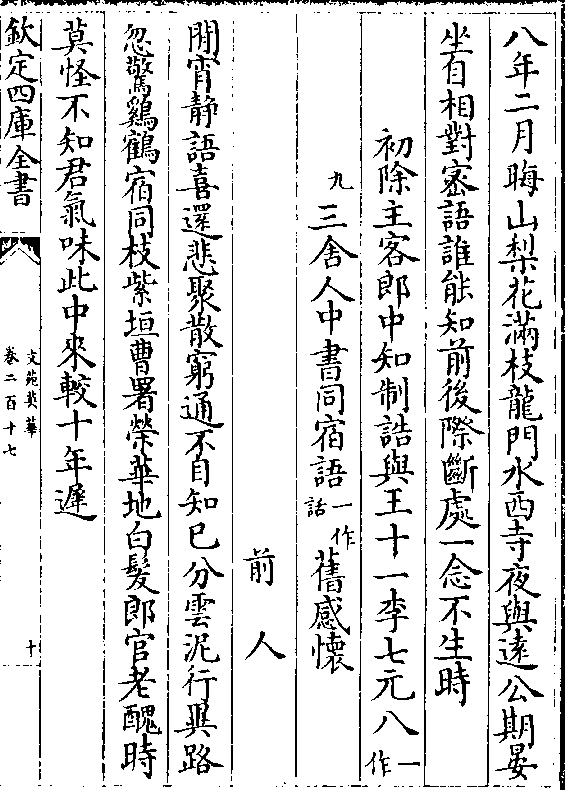 八年二月晦山梨花滿枝龍門水西寺夜與遠公期晏
坐自相對密語誰能知前後際斷處一念不生時
初除主客郎中知制誥與王十一李七元八一作
九三舍人中書同宿語一作話舊感懷
前人
閒宵静語喜還悲聚散窮通不自知已分雲泥行異路
忽驚鷄鶴宿同枝紫垣曹署榮華地白髮郎官老醜時
莫怪不知君氣味此中來較十年遲
欽定四庫全書
文苑英華
卷二百十七
十